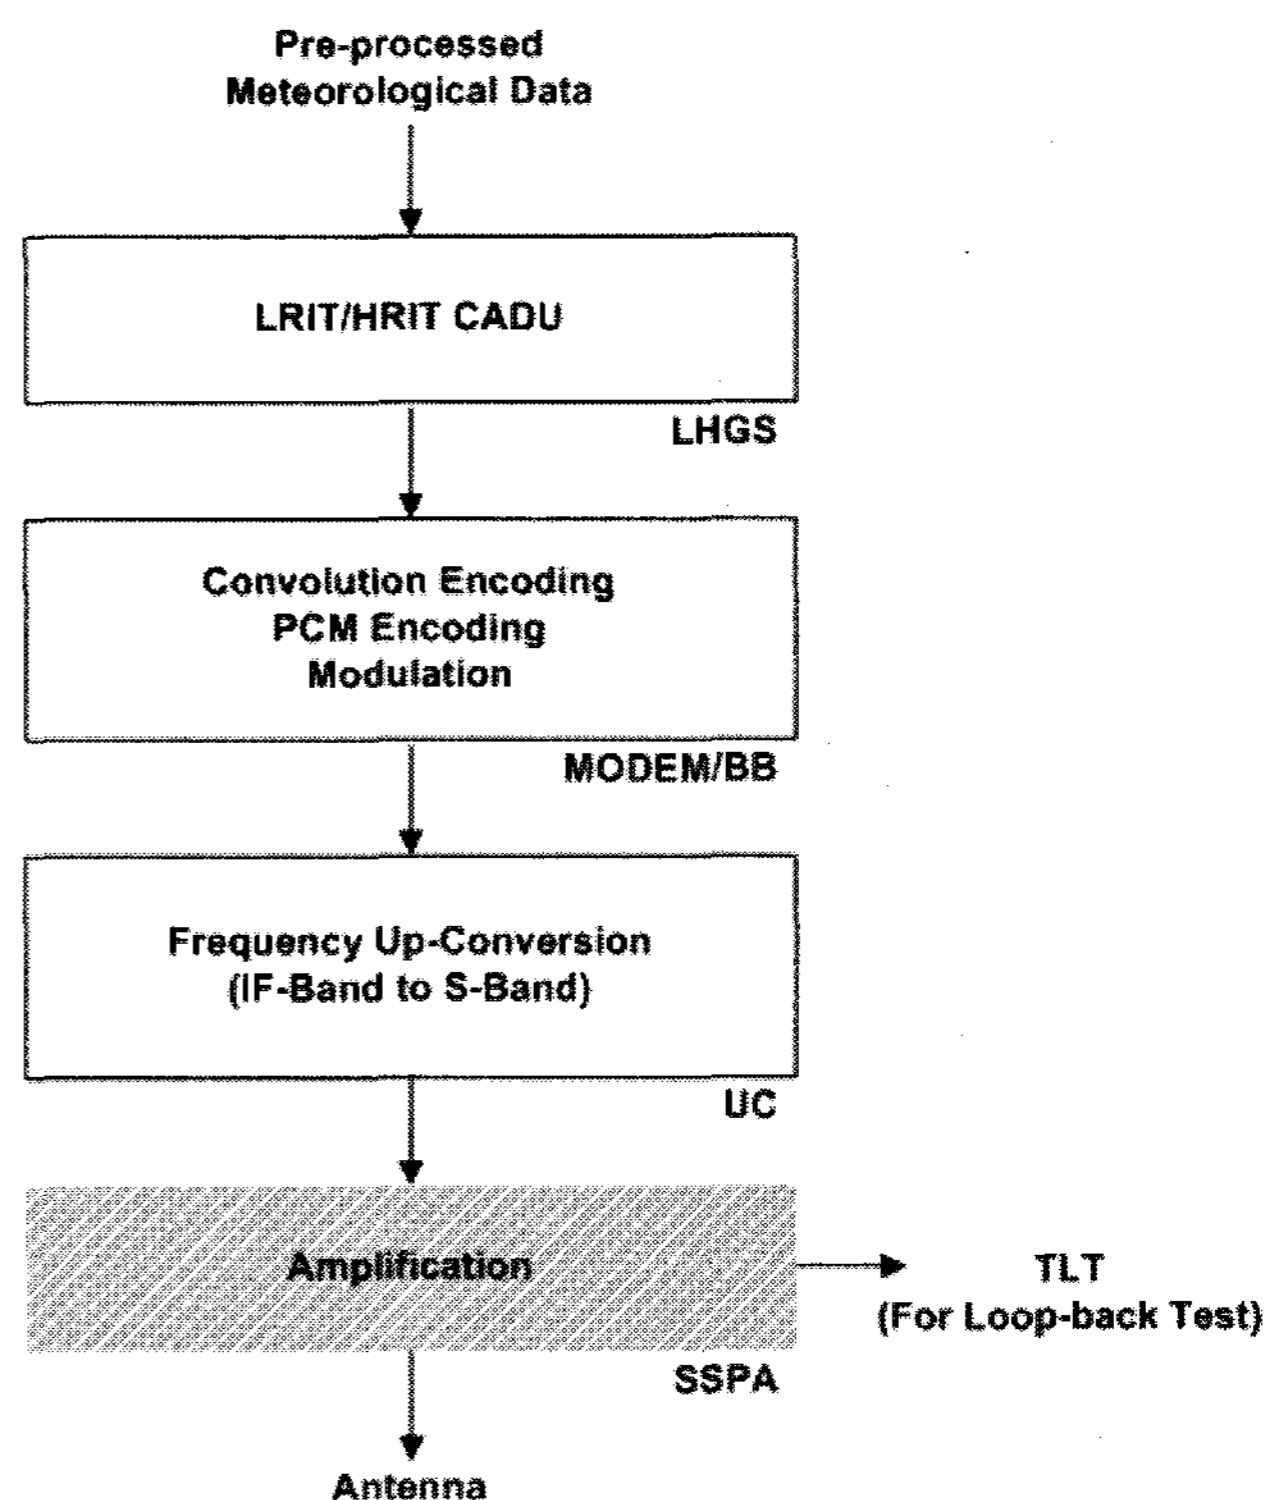 Pre-processed
Meteorological Data
LRIT/HRIT CADU
LHGS
Convolution Encoding
PCM Encoding
Modulation
MODEM/BB
Frequency Up-Conversion
(IF-Band to S-Band)
UC
Amplification
TLT
(For Loop-back Test)
SSPA
Antenna